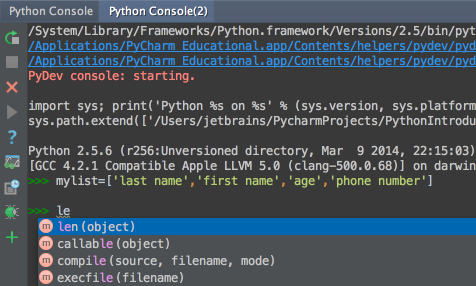 Python Console Python Console(2)
/System/Library/Frameworks/Python.framework/Versions/2.5/bin/pyt
/Applications/PyCharm Educational.app/Contents/helpers/pydev/pyd
/Applications/PyCharm Educational.app/Contents/helpers/pydev/pyd
PyDev console: starting.
import sys; print('Python %s on %s' % (sys.version, sys.platform
sys.path.extend(['/Users/jetbrains/PycharmProjects/PythonIntrodu
Python 2.5.6 (r256:Unversioned directory, Mar  9 2014, 22:15:03)
[GCC 4.2.1 Compatible Apple LLVM 5.0 (clang-500.0.68)] on darwin
>>> mylist=['last name','first name','age','phone number']
>>> le
m len(object)
m callable(object)
m compile(source, filename, mode)
m execfile(filename)